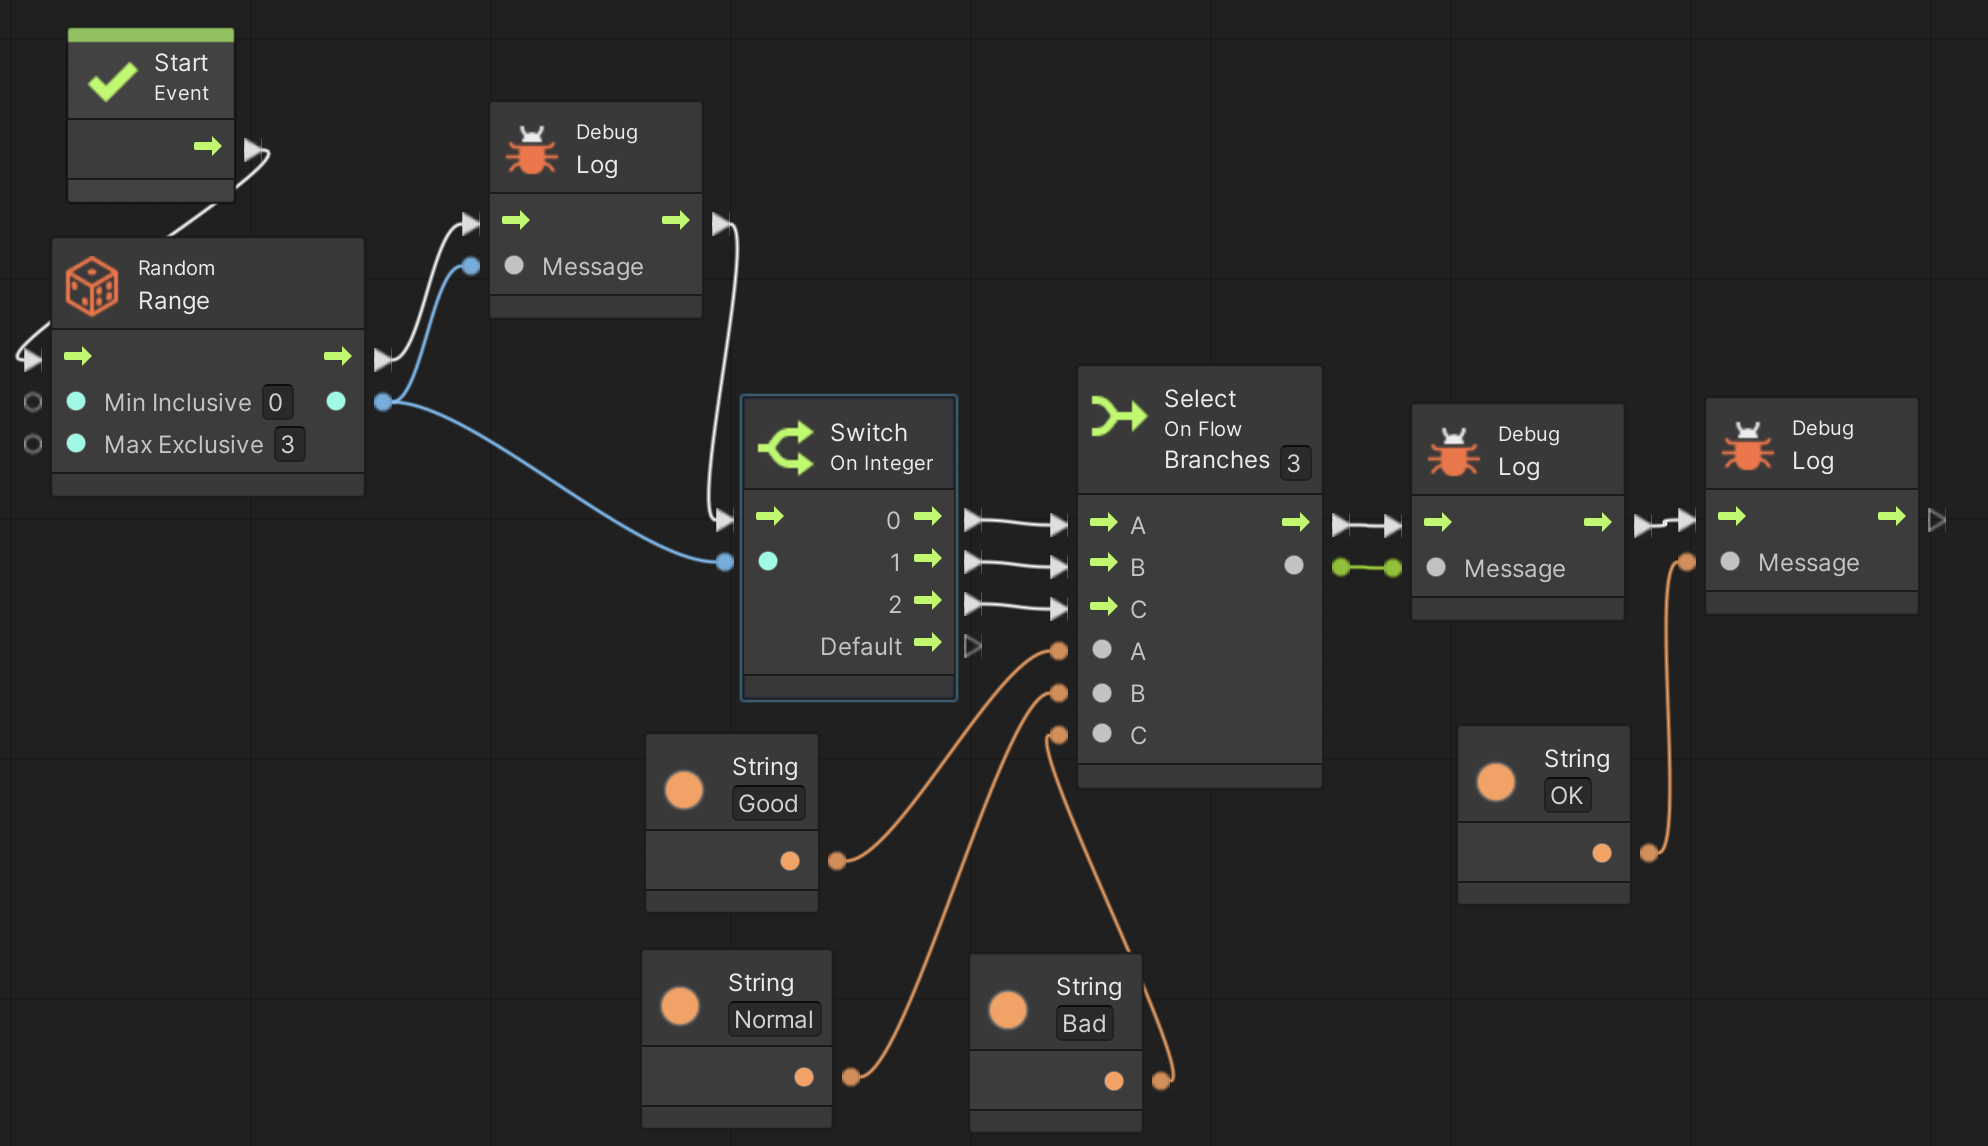 Start
Event
Random
Range
Min Inclusive 0
Max Exclusive 3
Debug
Log
Message
Switch
On Integer
0
1
2
Default
Select
On Flow
Branches 3
A
B
C
A
B
C
Debug
Log
Message
Debug
Log
Message
String
Good
String
Normal
String
Bad
String
OK